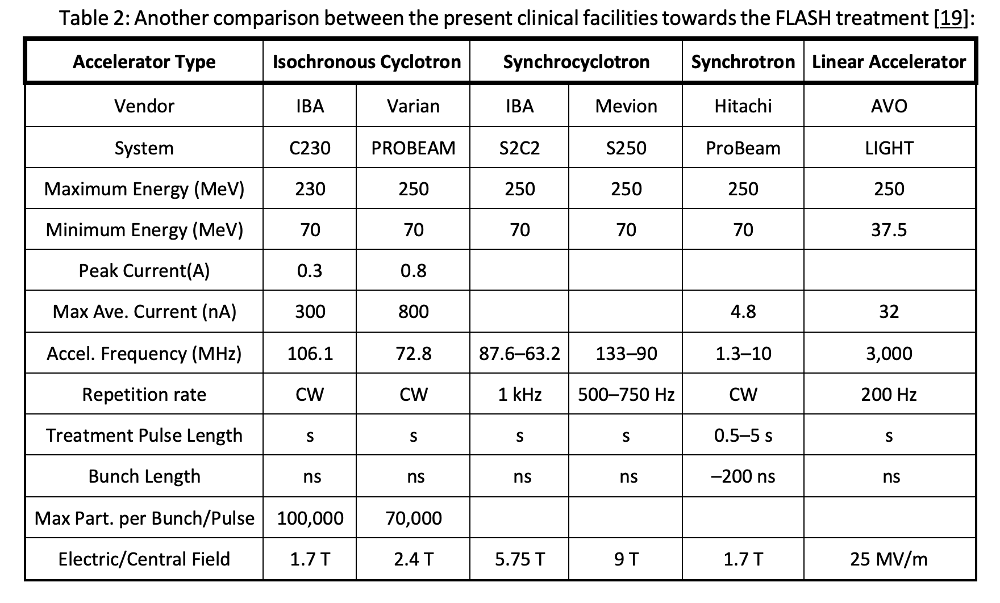 Table 2: Another comparison between the present clinical facilities towards the FLASH treatment [19]:
Accelerator Type Isochronous Cyclotron Synchrocyclotron Synchrotron Linear Accelerator
Vendor IBA Varian IBA Mevion Hitachi AVO
System C230 PROBEAM S2C2 S250 ProBeam LIGHT
Maximum Energy (MeV) 230 250 250 250 250 250
Minimum Energy (MeV) 70 70 70 70 70 37.5
Peak Current(A) 0.3 0.8
Max Ave. Current (nA) 300 800 4.8 32
Accel. Frequency (MHz) 106.1 72.8 87.6–63.2 133–90 1.3–10 3,000
Repetition rate CW CW 1 kHz 500–750 Hz CW 200 Hz
Treatment Pulse Length s s s s 0.5–5 s s
Bunch Length ns ns ns ns –200 ns ns
Max Part. per Bunch/Pulse 100,000 70,000
Electric/Central Field 1.7 T 2.4 T 5.75 T 9 T 1.7 T 25 MV/m